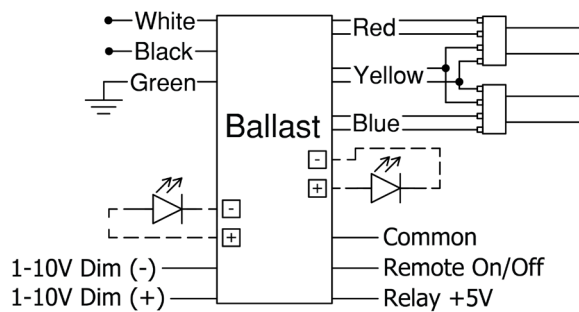 White
Black
Green
Ballast
Red
Yellow
Blue
-
+
-
+
Common
Remote On/Off
Relay +5V
1-10V Dim (-)
1-10V Dim (+)